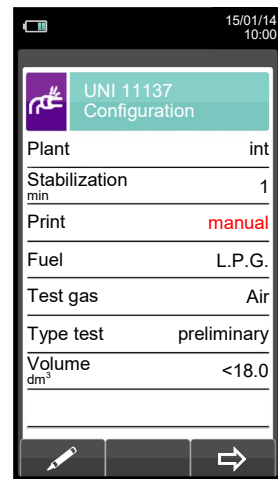 15/01/14
10:00
UNI 11137
Configuration
Plant int
Stabilization 1
min
Print manual
Fuel L.P.G.
Test gas Air
Type test preliminary
Volume <18.0
dm³